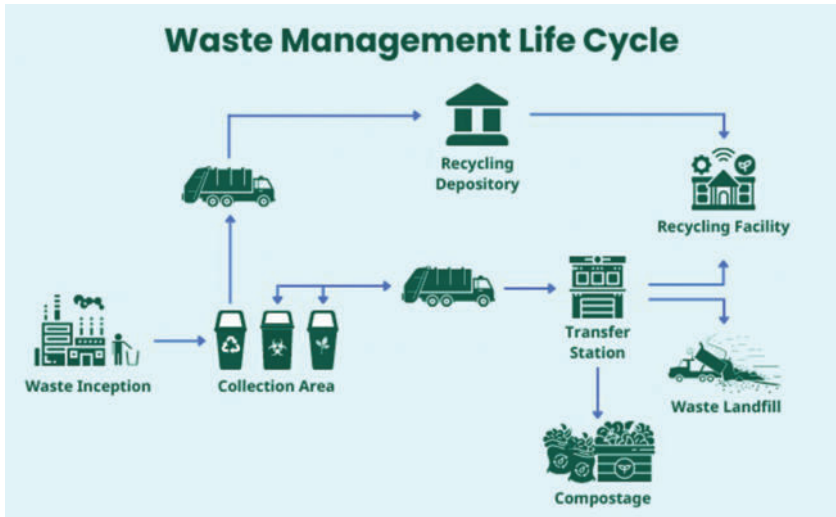 Waste Management Life Cycle
Recycling
Depository
Recycling Facility
Transfer
Station
Waste Inception
Collection Area
Waste Landfill
Compostage